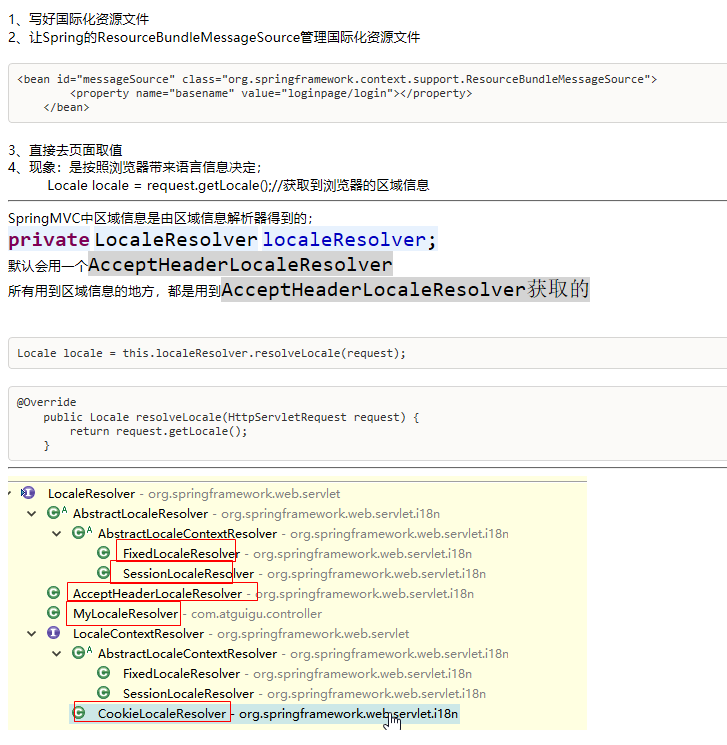 1、写好国际化资源文件
2、让Spring的ResourceBundleMessageSource管理国际化资源文件
<bean id="messageSource" class="org.springframework.context.support.ResourceBundleMessageSource">
<property name="basename" value="loginpage/login"></property>
</bean>
3、直接去页面取值
4、现象：是按照浏览器带来语言信息决定；
Locale locale = request.getLocale();//获取到浏览器的区域信息
SpringMVC中区域信息是由区域信息解析器得到的；
private LocaleResolver localeResolver;
默认会用一个AcceptHeaderLocaleResolver
所有用到区域信息的地方，都是用到AcceptHeaderLocaleResolver获取的
Locale locale = this.localeResolver.resolveLocale(request);
@Override
public Locale resolveLocale(HttpServletRequest request) {
return request.getLocale();
}
LocaleResolver - org.springframework.web.servlet
AbstractLocaleResolver - org.springframework.web.servlet.i18n
AbstractLocaleContextResolver - org.springframework.web.servlet.i18n
FixedLocaleResolver - org.springframework.web.servlet.i18n
SessionLocaleResolver - org.springframework.web.servlet.i18n
AcceptHeaderLocaleResolver - org.springframework.web.servlet.i18n
MyLocaleResolver - com.atguigu.controller
LocaleContextResolver - org.springframework.web.servlet
AbstractLocaleContextResolver - org.springframework.web.servlet.i18n
FixedLocaleResolver - org.springframework.web.servlet.i18n
SessionLocaleResolver - org.springframework.web.servlet.i18n
CookieLocaleResolver - org.springframework.web.servlet.i18n